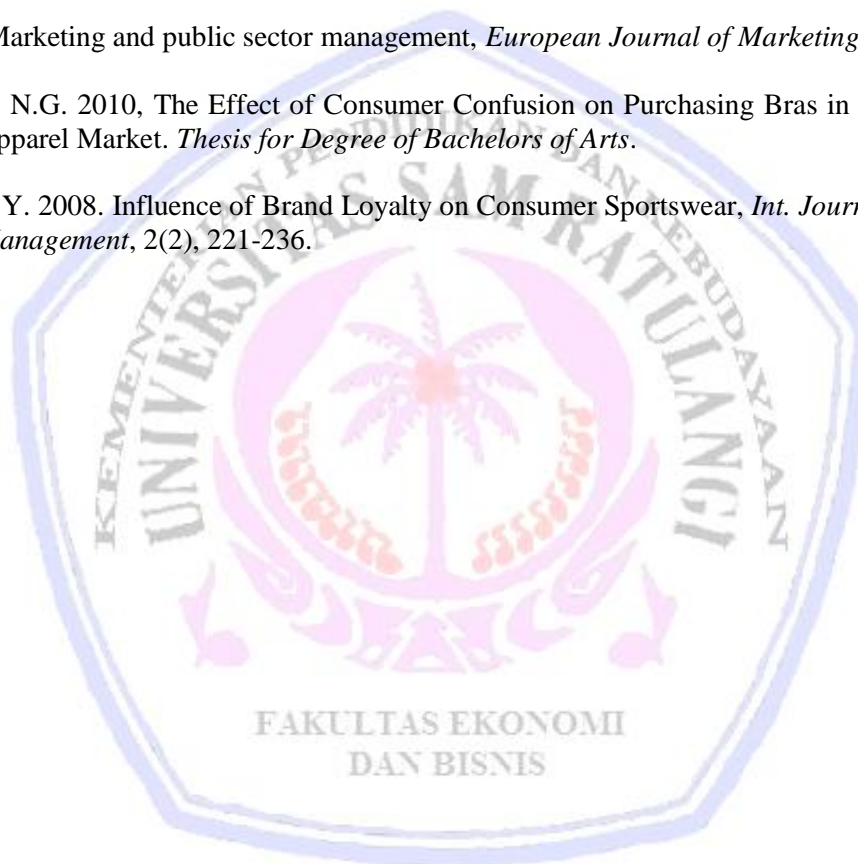 Marketing and public sector management, European Journal of Marketing
N.G. 2010, The Effect of Consumer Confusion on Purchasing Bras in
pparel Market. Thesis for Degree of Bachelors of Arts.
Y. 2008. Influence of Brand Loyalty on Consumer Sportswear, Int. Journ
anagement, 2(2), 221-236.
KEMENTERIAN PENDIDIKAN DAN KEBUDAYAAN
UNIVERSITAS SAM RATULANGI
FAKULTAS EKONOMI
DAN BISNIS